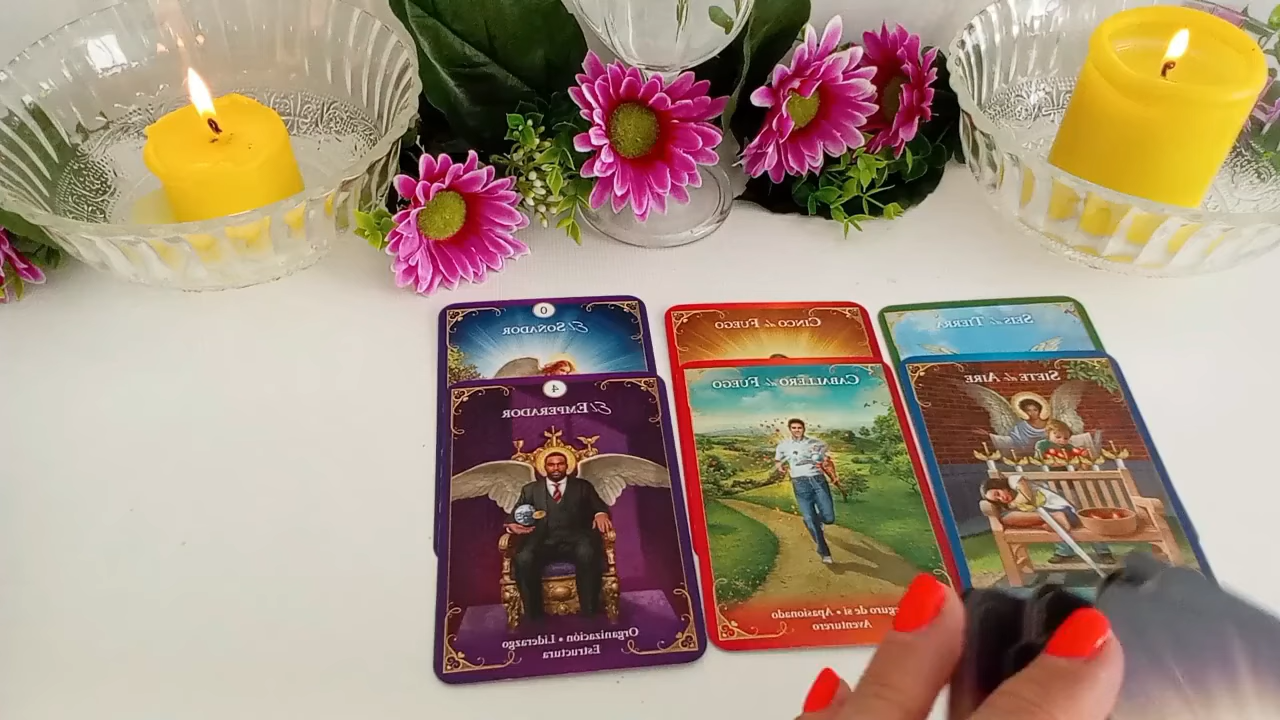 0
El Soñador
Cinco de Fuego
Seis de Tierra
4
El Emperador
Caballero de Fuego
Siete de Aire
Organización • Liderazgo
Estructura
eguro de sí • Apasionado
Aventurero